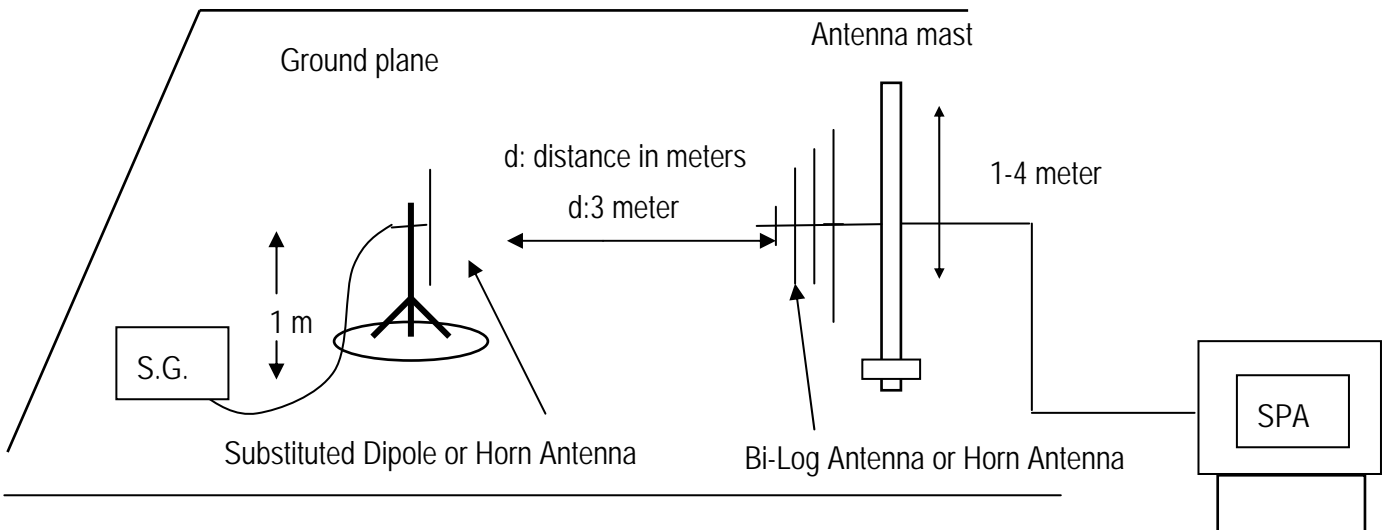 Antenna mast
Ground plane
d: distance in meters
d:3 meter
1-4 meter
1 m
S.G.
SPA
Substituted Dipole or Horn Antenna
Bi-Log Antenna or Horn Antenna